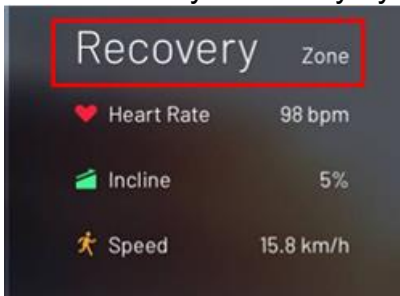 Recovery Zone
Heart Rate 98 bpm
Incline 5%
Speed 15.8 km/h